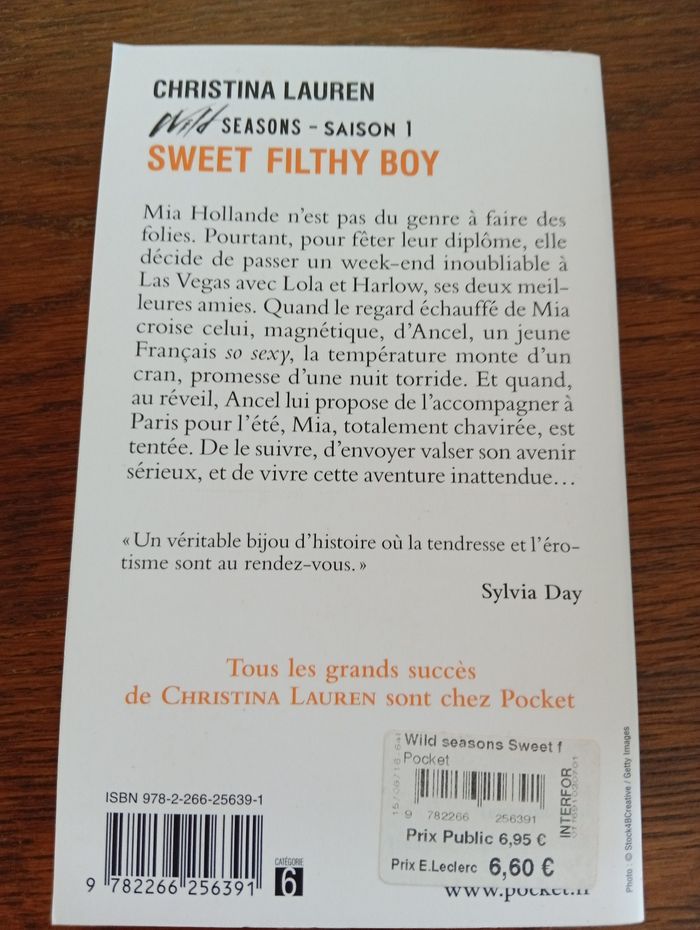 CHRISTINA LAUREN
Wild SEASONS - SAISON 1
SWEET FILTHY BOY
Mia Hollande n'est pas du genre à faire des
folies. Pourtant, pour fêter leur diplôme, elle
décide de passer un week-end inoubliable à
Las Vegas avec Lola et Harlow, ses deux meil-
leures amies. Quand le regard échauffé de Mia
croise celui, magnétique, d'Ancel, un jeune
Français so sexy, la température monte d'un
cran, promesse d'une nuit torride. Et quand,
au réveil, Ancel lui propose de l'accompagner à
Paris pour l'été, Mia, totalement chavirée, est
tentée. De le suivre, d'envoyer valser son avenir
sérieux, et de vivre cette aventure inattendue…
« Un véritable bijou d'histoire où la tendresse et l'éro-
tisme sont au rendez-vous. »
Sylvia Day
Tous les grands succès
de CHRISTINA LAUREN sont chez Pocket
Wild seasons Sweet f
Pocket
9 782266 256391
INTERFOR
Prix Public 6,95 €
Prix E.Leclerc 6,60 €
www.pocket.fr
ISBN 978-2-266-25639-1
9 782266 256391
CATÉGORIE
6
Photo : © Stock4BCreative / Getty Images